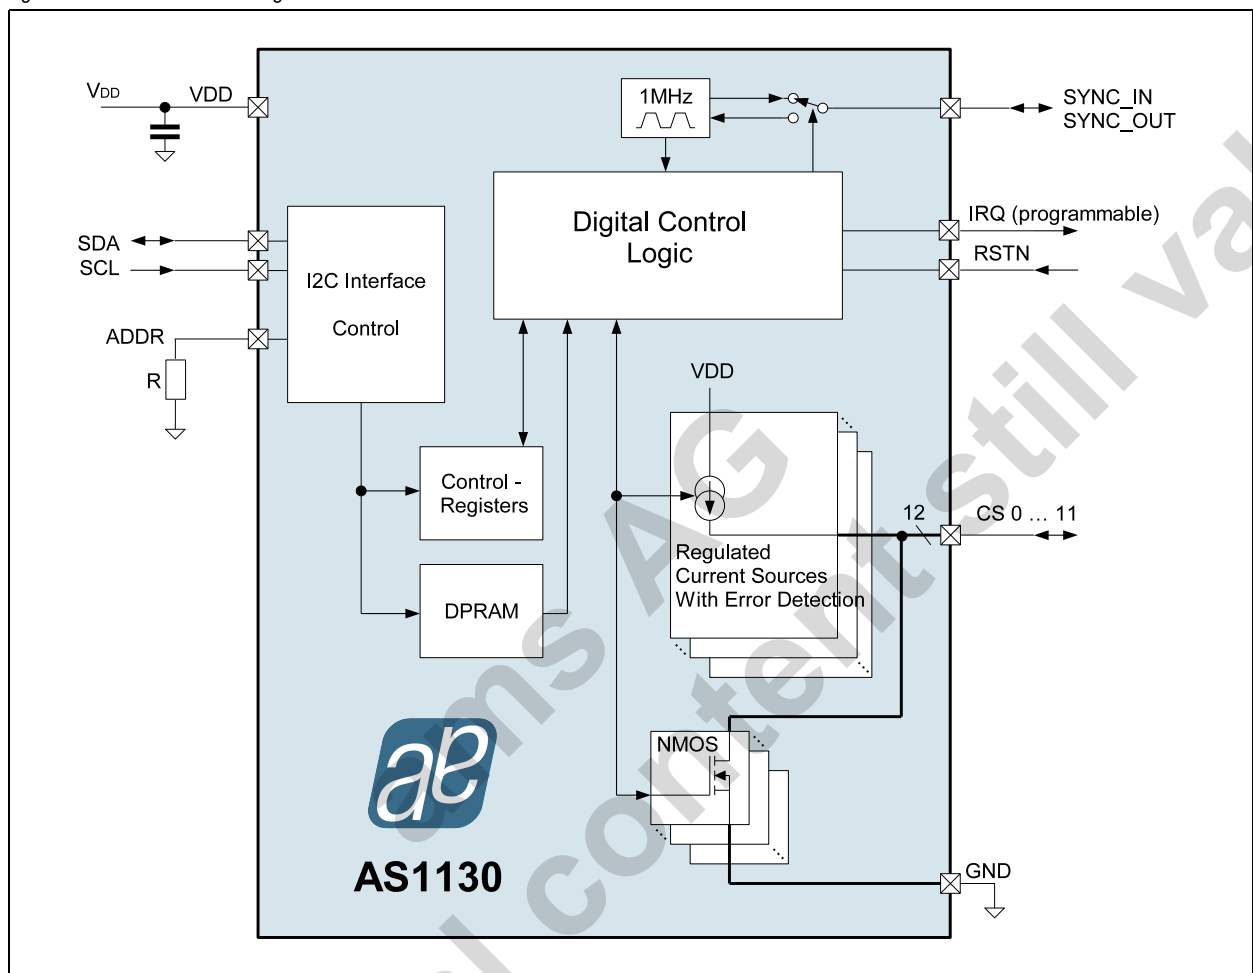 VDD
VDD
1MHz
SYNC_IN
SYNC_OUT
Digital Control
Logic
IRQ (programmable)
RSTN
SDA
SCL
I2C Interface
Control
ADDR
R
VDD
Control -
Registers
12
CS 0 ... 11
Regulated
Current Sources
With Error Detection
DPRAM
NMOS
AS1130
GND
ams AG
content still val